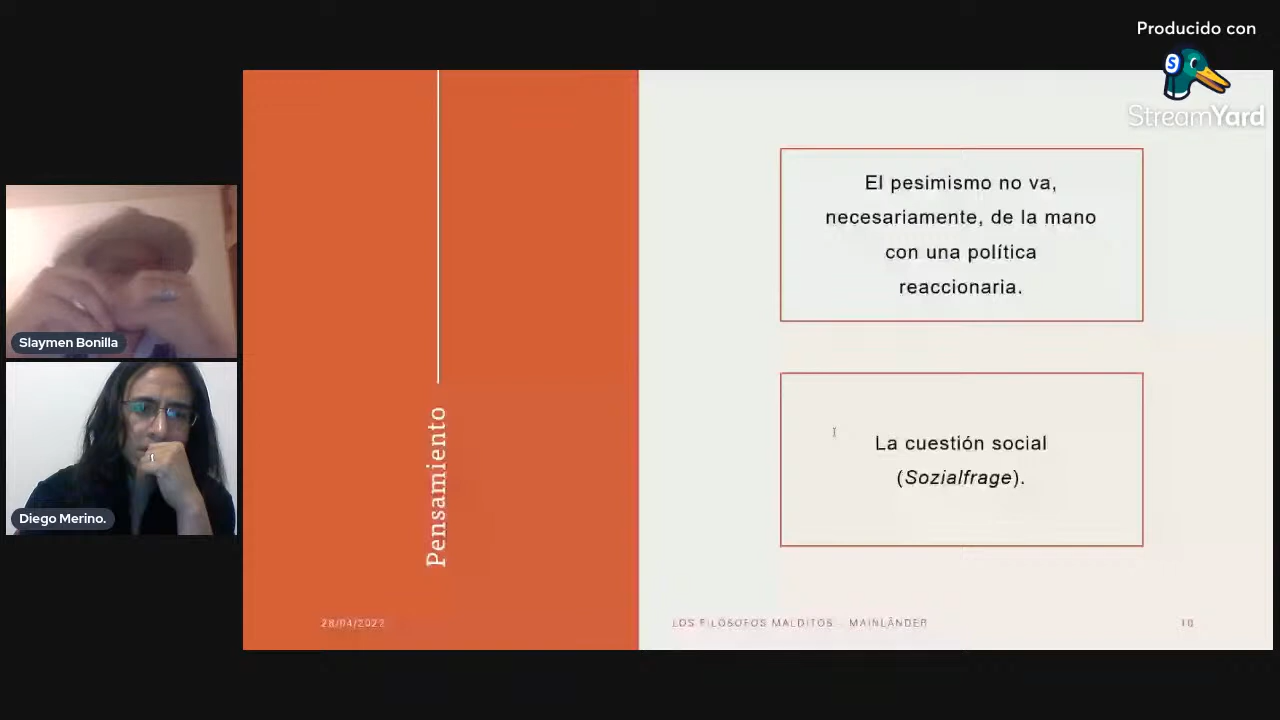 Producido con
StreamYard
El pesimismo no va,
necesariamente, de la mano
con una política
reaccionaria.
Slaymen Bonilla
La cuestión social
(Sozialfrage).
Diego Merino.
Pensamiento
28/04/2022
LOS FILÓSOFOS MALDITOS - MAINLÄNDER
10